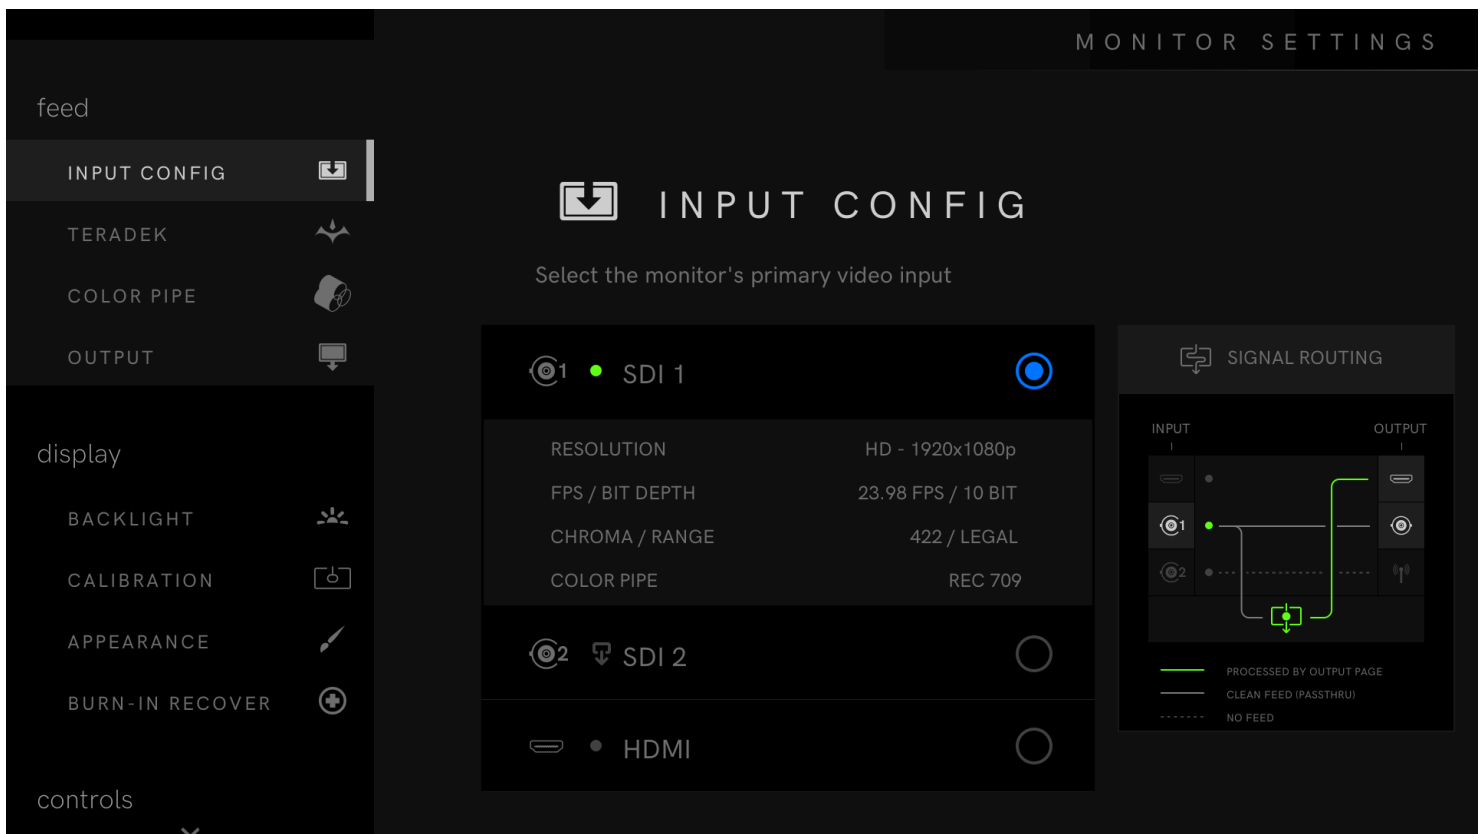 MONITOR SETTINGS
feed
INPUT CONFIG
TERADEK
COLOR PIPE
OUTPUT
display
BACKLIGHT
CALIBRATION
APPEARANCE
BURN-IN RECOVER
controls
INPUT CONFIG
Select the monitor's primary video input
1 SDI 1
RESOLUTION HD - 1920x1080p
FPS / BIT DEPTH 23.98 FPS / 10 BIT
CHROMA / RANGE 422 / LEGAL
COLOR PIPE REC 709
2 SDI 2
HDMI
SIGNAL ROUTING
INPUT OUTPUT
1
2
PROCESSED BY OUTPUT PAGE
CLEAN FEED (PASSTHRU)
NO FEED